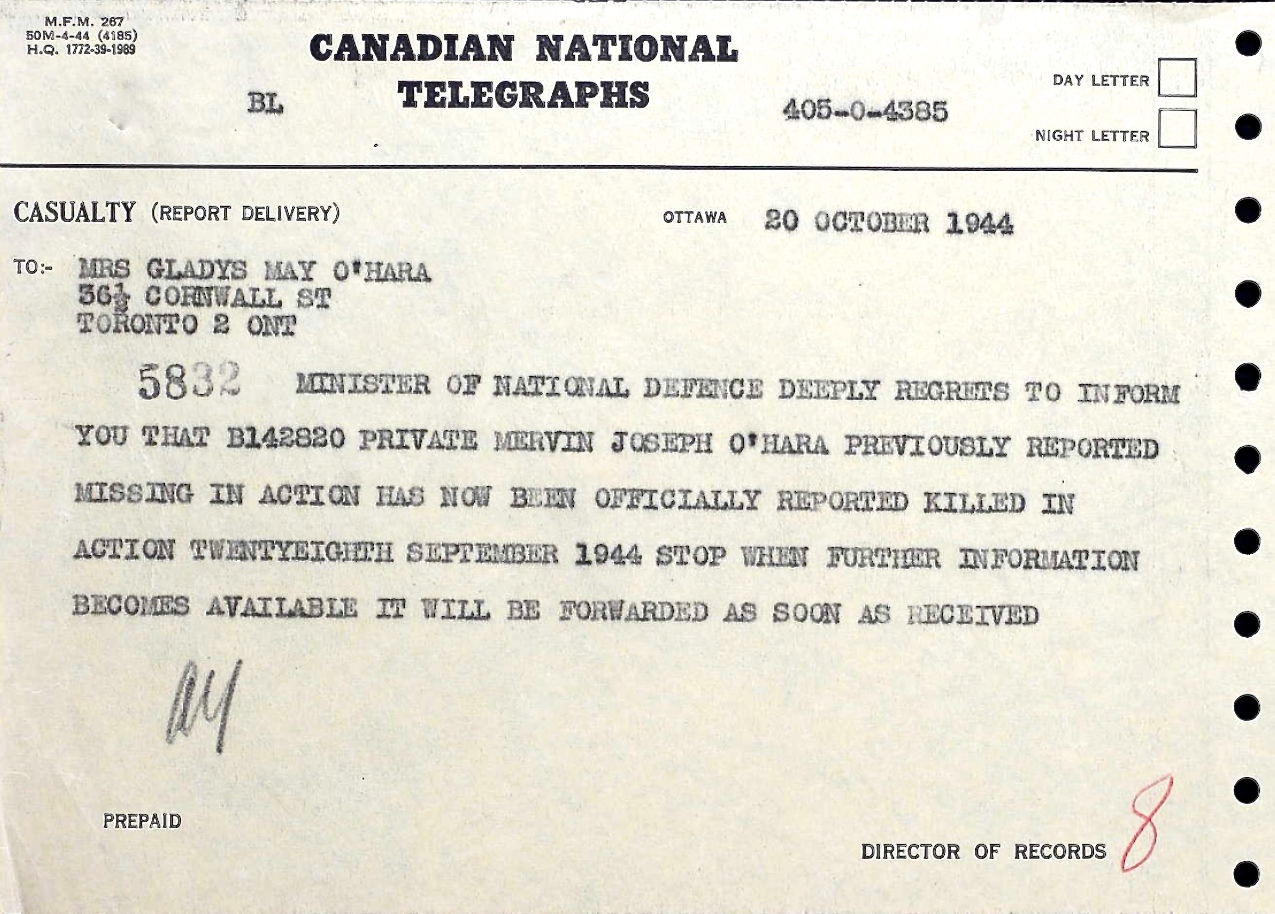 M.F.M. 267
50M-4-44 (4185)
H.Q. 1772-39-1989
CANADIAN NATIONAL
TELEGRAPHS
BL
405-0-4385
DAY LETTER
NIGHT LETTER
CASUALTY (REPORT DELIVERY)
OTTAWA 20 OCTOBER 1944
TO:- MRS GLADYS MAY O'HARA
36½ CORNWALL ST
TORONTO 2 ONT
5832 MINISTER OF NATIONAL DEFENCE DEEPLY REGRETS TO INFORM
YOU THAT B142820 PRIVATE MERVIN JOSEPH O'HARA PREVIOUSLY REPORTED
MISSING IN ACTION HAS NOW BEEN OFFICIALLY REPORTED KILLED IN
ACTION TWENTYEIGHTH SEPTEMBER 1944 STOP WHEN FURTHER INFORMATION
BECOMES AVAILABLE IT WILL BE FORWARDED AS SOON AS RECEIVED
PREPAID
DIRECTOR OF RECORDS 8